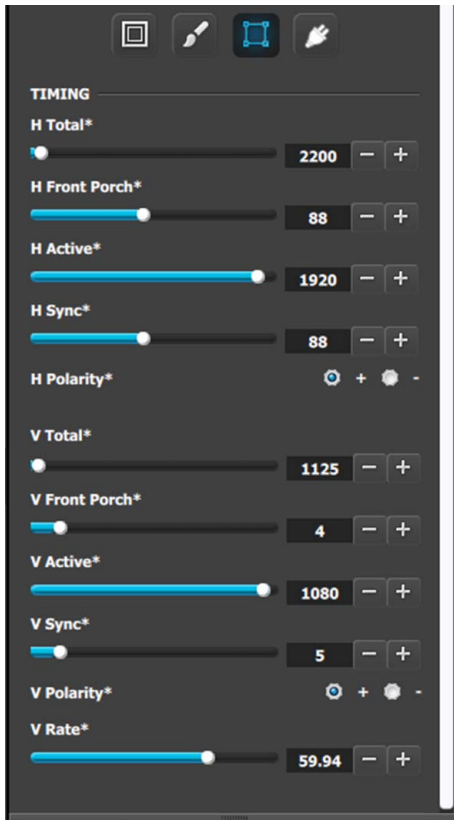 TIMING
H Total*
2200 − +
H Front Porch*
88 − +
H Active*
1920 − +
H Sync*
88 − +
H Polarity* + -
V Total*
1125 − +
V Front Porch*
4 − +
V Active*
1080 − +
V Sync*
5 − +
V Polarity* + -
V Rate*
59.94 − +